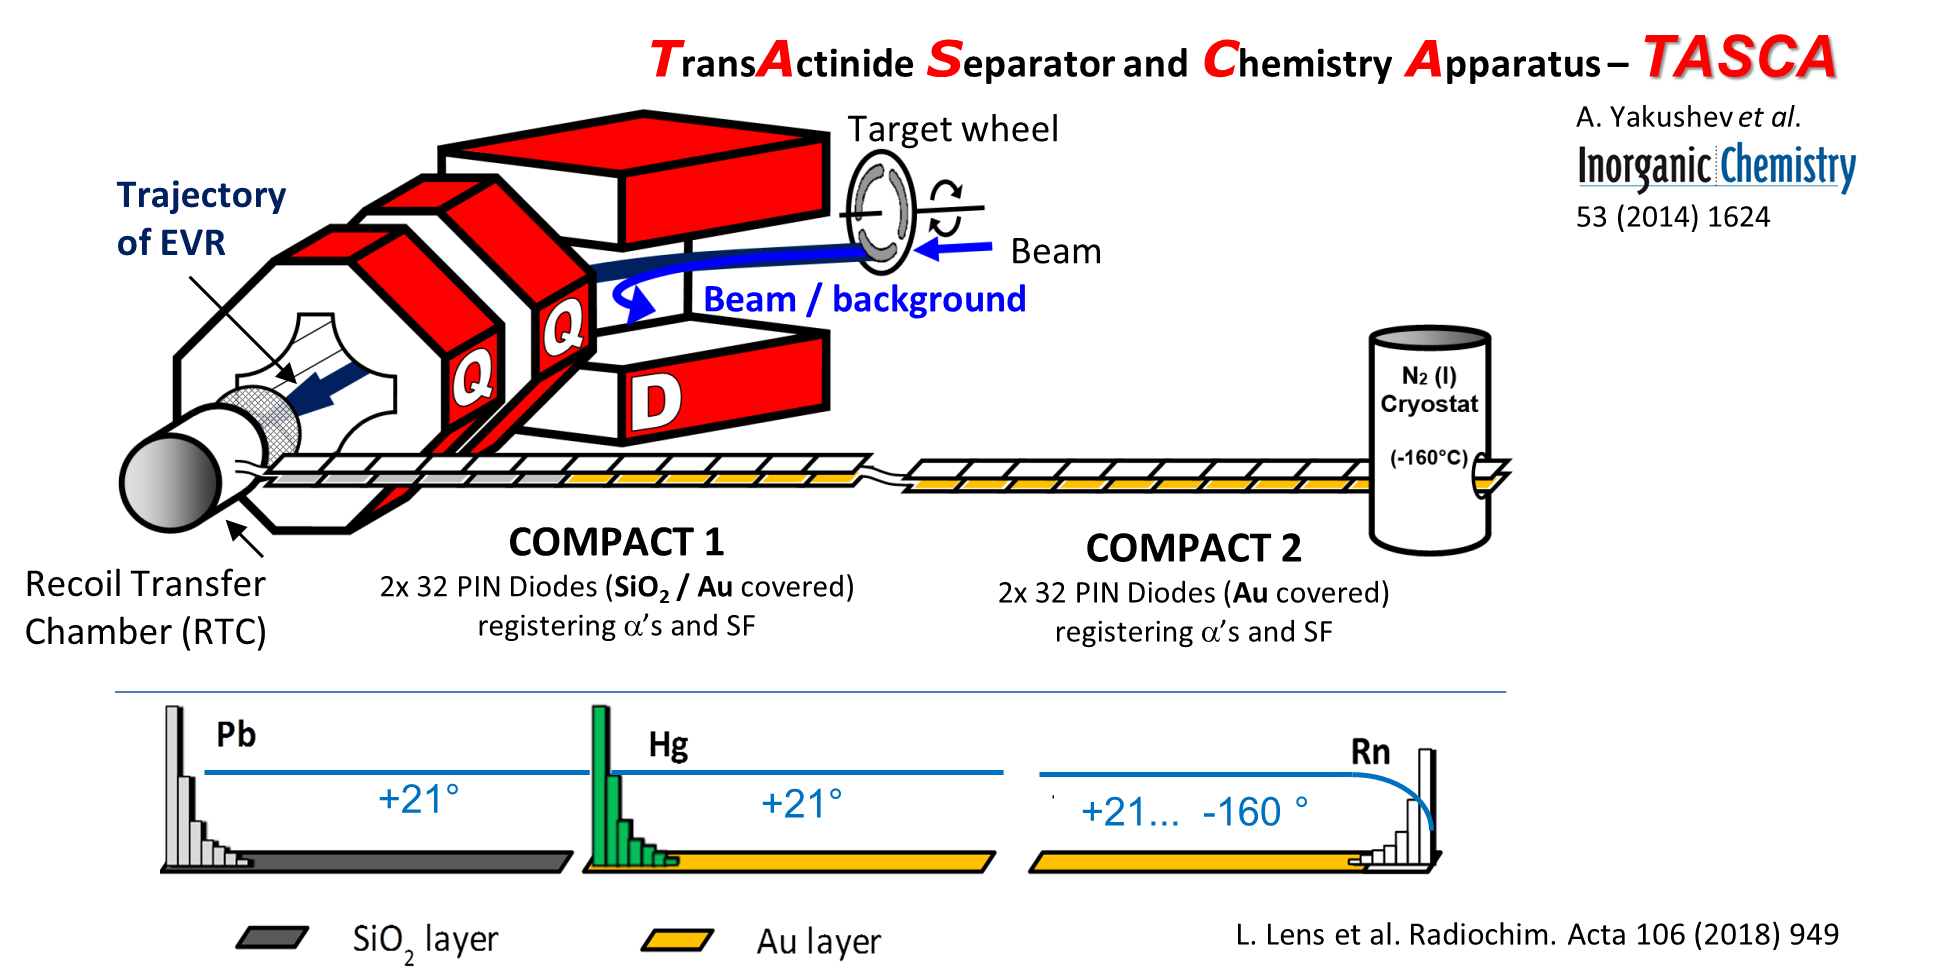 TransActinide Separator and Chemistry Apparatus – TASCA
A. Yakushev et al.
Inorganic Chemistry
53 (2014) 1624
Target wheel
Trajectory
of EVR
Beam
Beam / background
Q
Q
D
N2 (l)
Cryostat
(-160°C)
COMPACT 1
2x 32 PIN Diodes (SiO₂ / Au covered)
registering α’s and SF
COMPACT 2
2x 32 PIN Diodes (Au covered)
registering α’s and SF
Recoil Transfer
Chamber (RTC)
Pb
+21°
Hg
+21°
Rn
+21... -160 °
SiO₂ layer
Au layer
L. Lens et al. Radiochim. Acta 106 (2018) 949